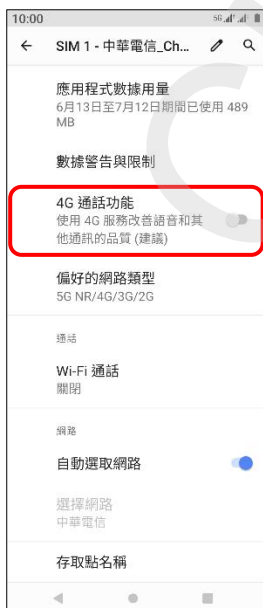 10:00 5G
SIM 1 - 中華電信_Ch...
應用程式數據用量
6月13日至7月12日期間已使用 489
MB
數據警告與限制
4G 通話功能
使用 4G 服務改善語音和其
他通訊的品質 (建議)
偏好的網路類型
5G NR/4G/3G/2G
通話
Wi-Fi 通話
關閉
網路
自動選取網路
選擇網路
中華電信
存取點名稱